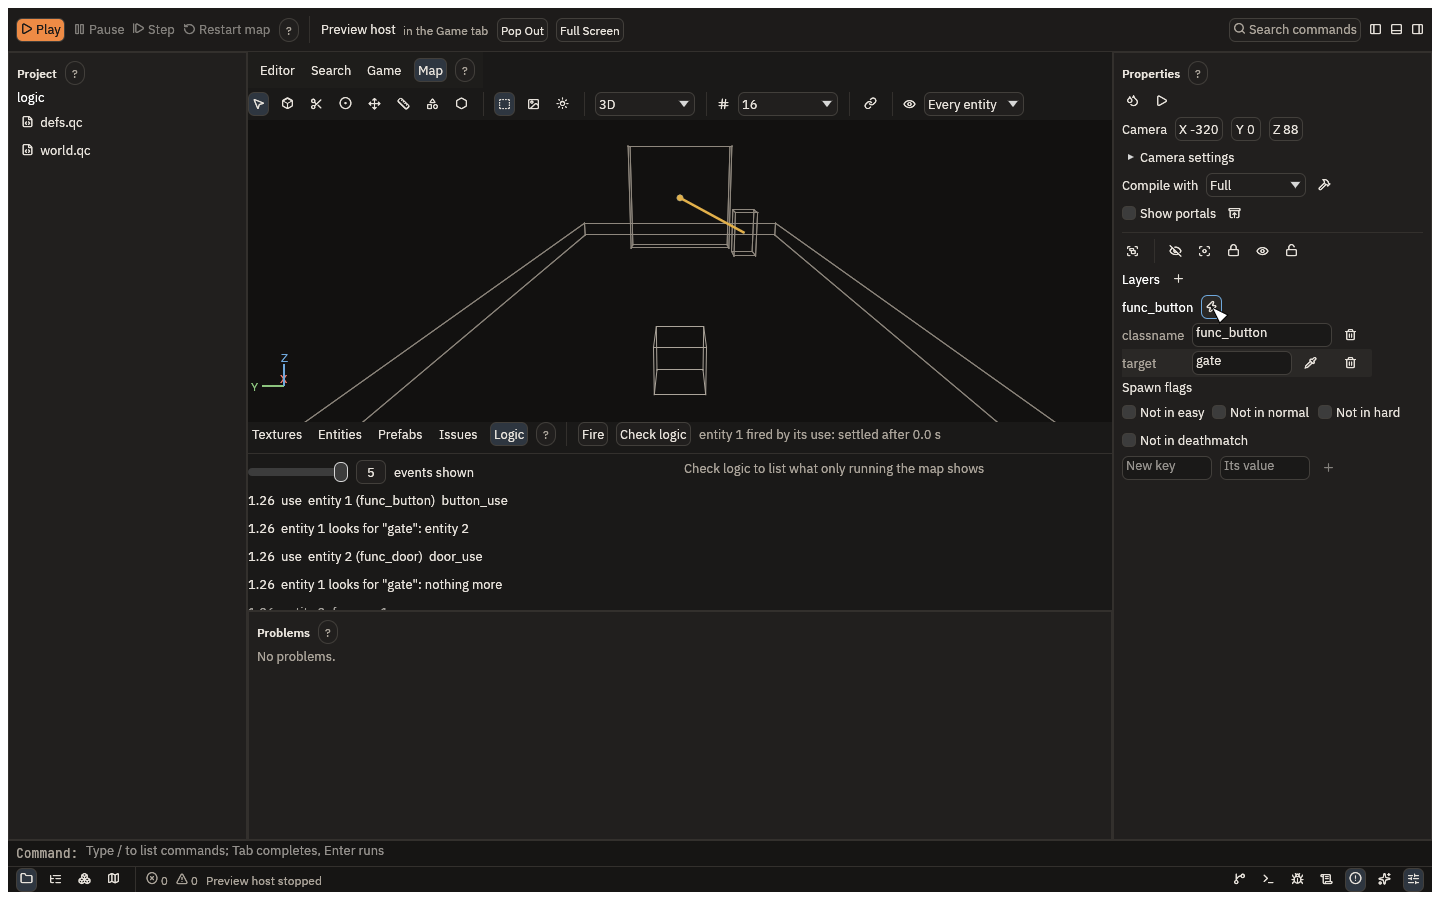 Play Pause Step Restart map ? Preview host in the Game tab Pop Out Full Screen Search commands
Project ?
logic
defs.qc
world.qc
Editor Search Game Map ?
3D # 16 Every entity
Z
Y X
Textures Entities Prefabs Issues Logic ? Fire Check logic entity 1 fired by its use: settled after 0.0 s
5 events shown
Check logic to list what only running the map shows
1.26 use entity 1 (func_button) button_use
1.26 entity 1 looks for "gate": entity 2
1.26 use entity 2 (func_door) door_use
1.26 entity 1 looks for "gate": nothing more
Problems ?
No problems.
Properties ?
Camera X -320 Y 0 Z 88
Camera settings
Compile with Full
Show portals
Layers +
func_button
classname func_button
target gate
Spawn flags
Not in easy Not in normal Not in hard
Not in deathmatch
New key Its value +
Command: Type / to list commands; Tab completes, Enter runs
0 0 Preview host stopped